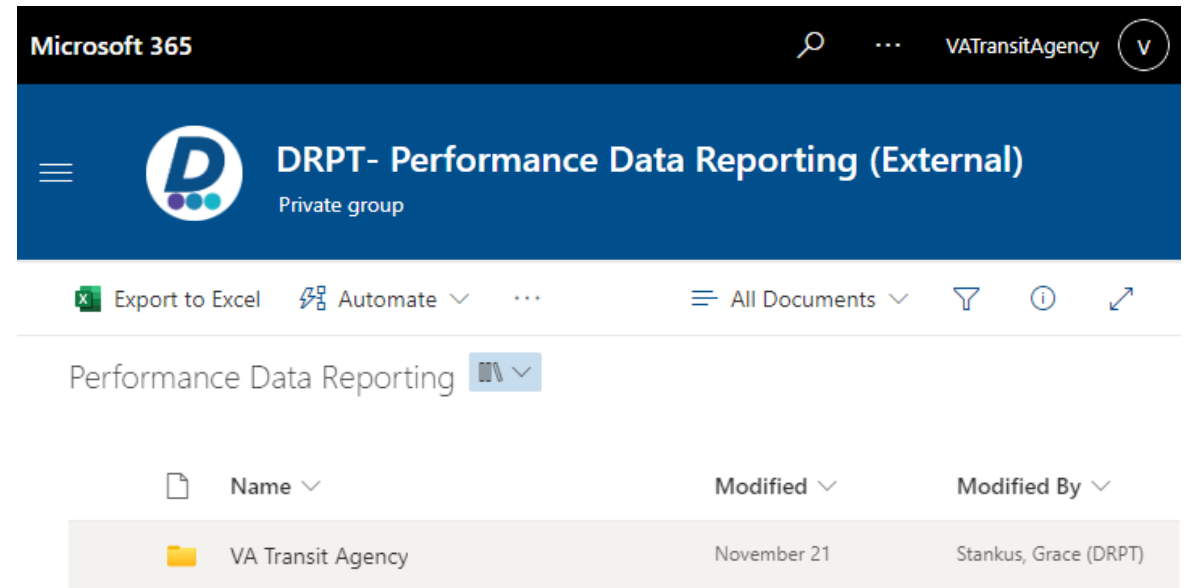 Microsoft 365 ... VATransitAgency V
D DRPT- Performance Data Reporting (External)
Private group
Export to Excel Automate ... All Documents
Performance Data Reporting
Name Modified Modified By
VA Transit Agency November 21 Stankus, Grace (DRPT)